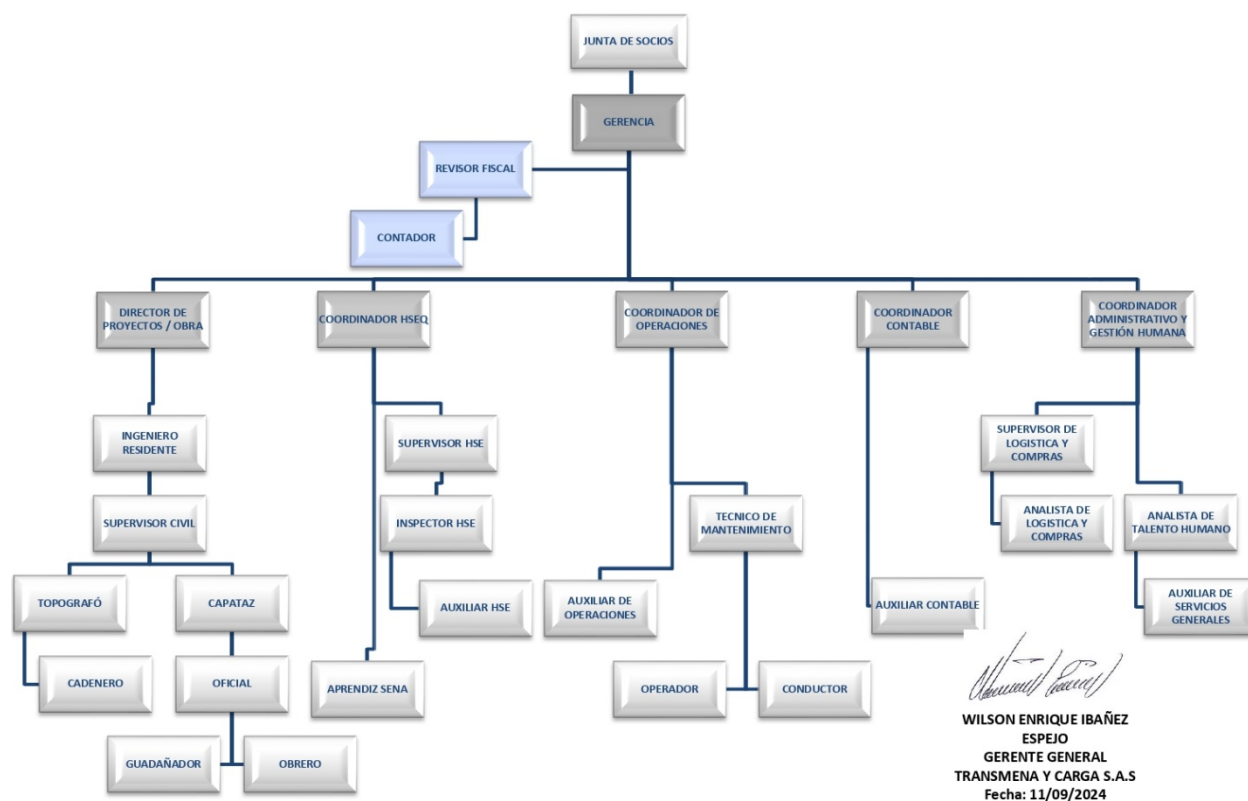 JUNTA DE SOCIOS
GERENCIA
REVISOR FISCAL
CONTADOR
DIRECTOR DE
PROYECTOS / OBRA
COORDINADOR HSEQ
COORDINADOR DE
OPERACIONES
COORDINADOR
CONTABLE
COORDINADOR
ADMINISTRATIVO Y
GESTIÓN HUMANA
INGENIERO
RESIDENTE
SUPERVISOR HSE
SUPERVISOR DE
LOGISTICA Y
COMPRAS
SUPERVISOR CIVIL
INSPECTOR HSE
TECNICO DE
MANTENIMIENTO
ANALISTA DE
LOGISTICA Y
COMPRAS
ANALISTA DE
TALENTO HUMANO
TOPOGRAFÓ
CAPATAZ
AUXILIAR HSE
AUXILIAR DE
OPERACIONES
AUXILIAR CONTABLE
AUXILIAR DE
SERVICIOS
GENERALES
CADENERO
OFICIAL
APRENDIZ SENA
OPERADOR
CONDUCTOR
GUADAÑADOR
OBRERO
WILSON ENRIQUE IBAÑEZ
ESPEJO
GERENTE GENERAL
TRANSMENA Y CARGA S.A.S
Fecha: 11/09/2024